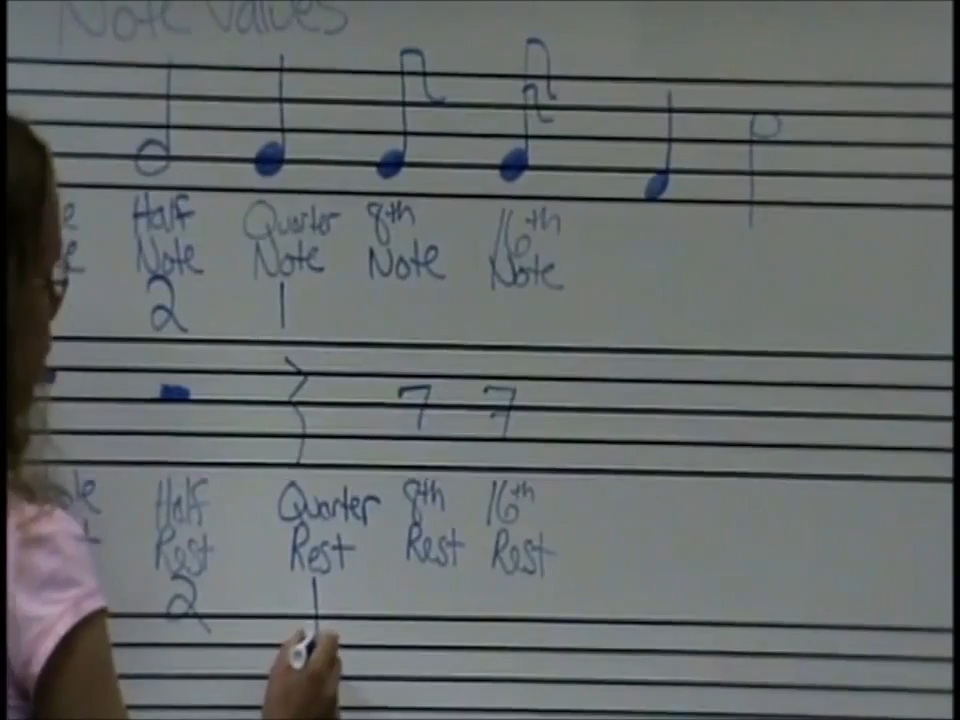 Note Values
Half Quarter 8th 16th
Note Note Note Note
2 1
Half Quarter 8th 16th
Rest Rest Rest Rest
2 1